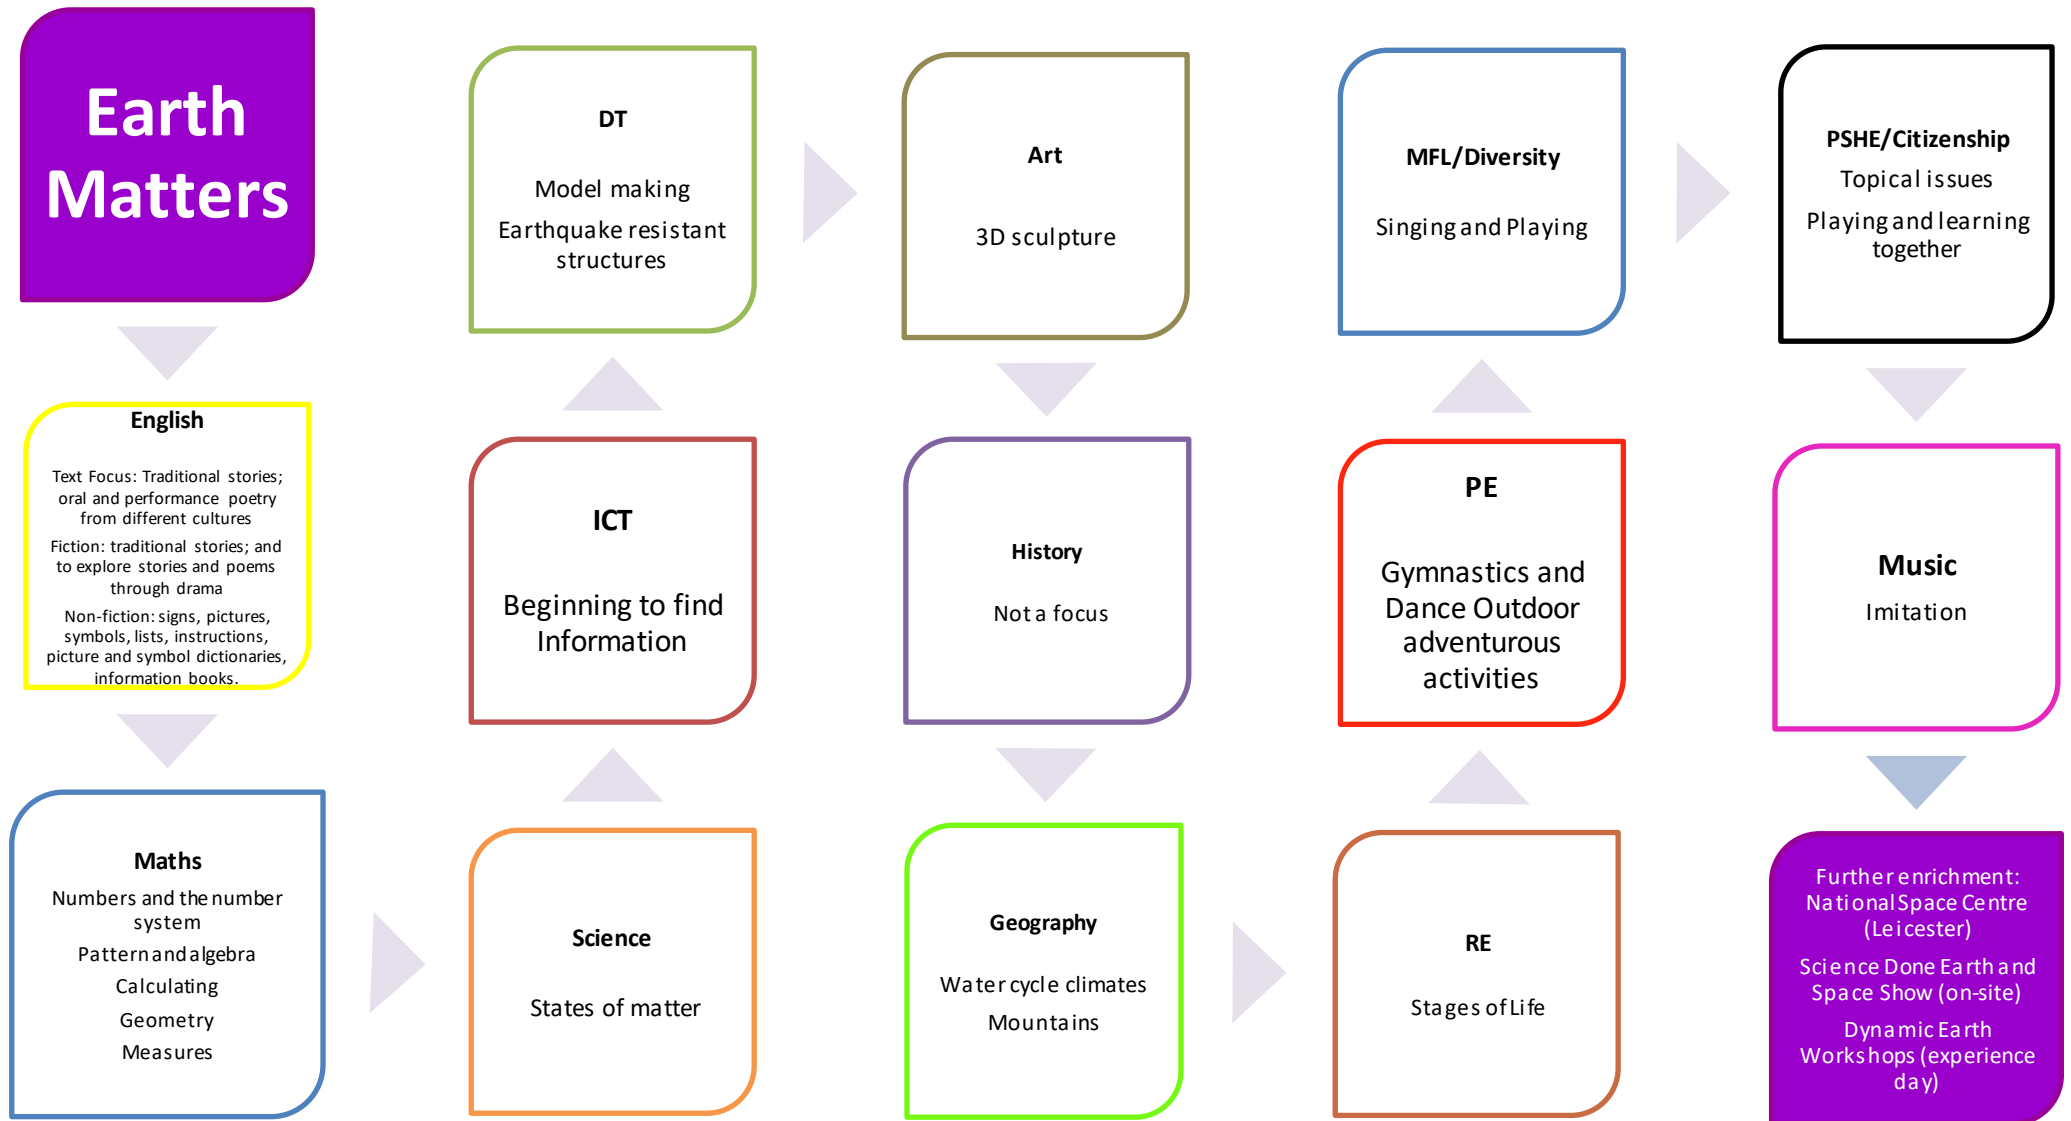 Earth
Matters
English
Text Focus: Traditional stories;
oral and performance poetry
from different cultures
Fiction: traditional stories; and
to explore stories and poems
through drama
Non-fiction: signs, pictures,
symbols, lists, instructions,
picture and symbol dictionaries,
information books.
Maths
Numbers and the number
system
Pattern and algebra
Calculating
Geometry
Measures
Science
States of matter
ICT
Beginning to find
Information
DT
Model making
Earthquake resistant
structures
Art
3D sculpture
History
Not a focus
Geography
Water cycle climates
Mountains
RE
Stages of Life
PE
Gymnastics and
Dance Outdoor
adventurous
activities
MFL/Diversity
Singing and Playing
PSHE/Citizenship
Topical issues
Playing and learning
together
Music
Imitation
Further enrichment:
National Space Centre
(Leicester)
Science Done Earth and
Space Show (on-site)
Dynamic Earth
Workshops (experience
day)